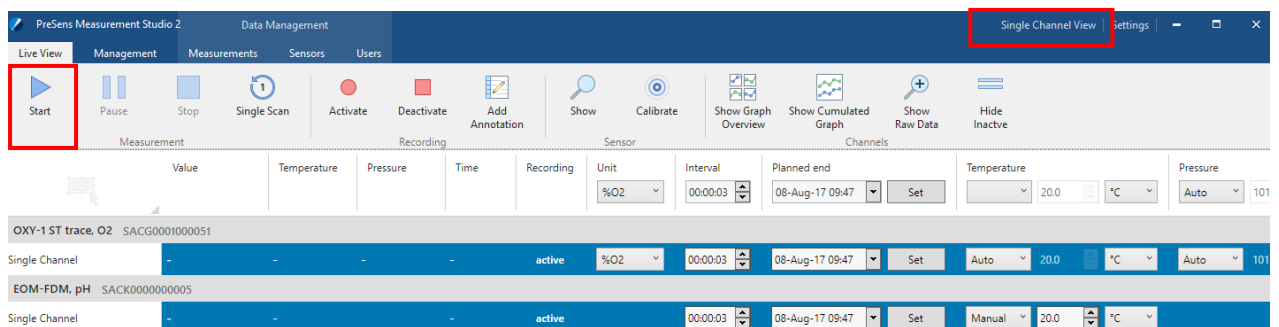 PreSens Measurement Studio 2 Data Management Single Channel View Settings
Live View Management Measurements Sensors Users
Start Pause Stop Single Scan Activate Deactivate Add Annotation Show Calibrate Show Graph Overview Show Cumulated Graph Show Raw Data Hide Inactve
Measurement Recording Sensor Channels
Value Temperature Pressure Time Recording Unit Interval Planned end Temperature Pressure
%O2 00:00:03 08-Aug-17 09:47 Set 20.0 °C Auto 101
OXY-1 ST trace, O2 SACG0001000051
Single Channel - - - - active %O2 00:00:03 08-Aug-17 09:47 Set Auto 20.0 °C Auto 101
EOM-FDM, pH SACK0000000005
Single Channel - - - active 00:00:03 08-Aug-17 09:47 Set Manual 20.0 °C